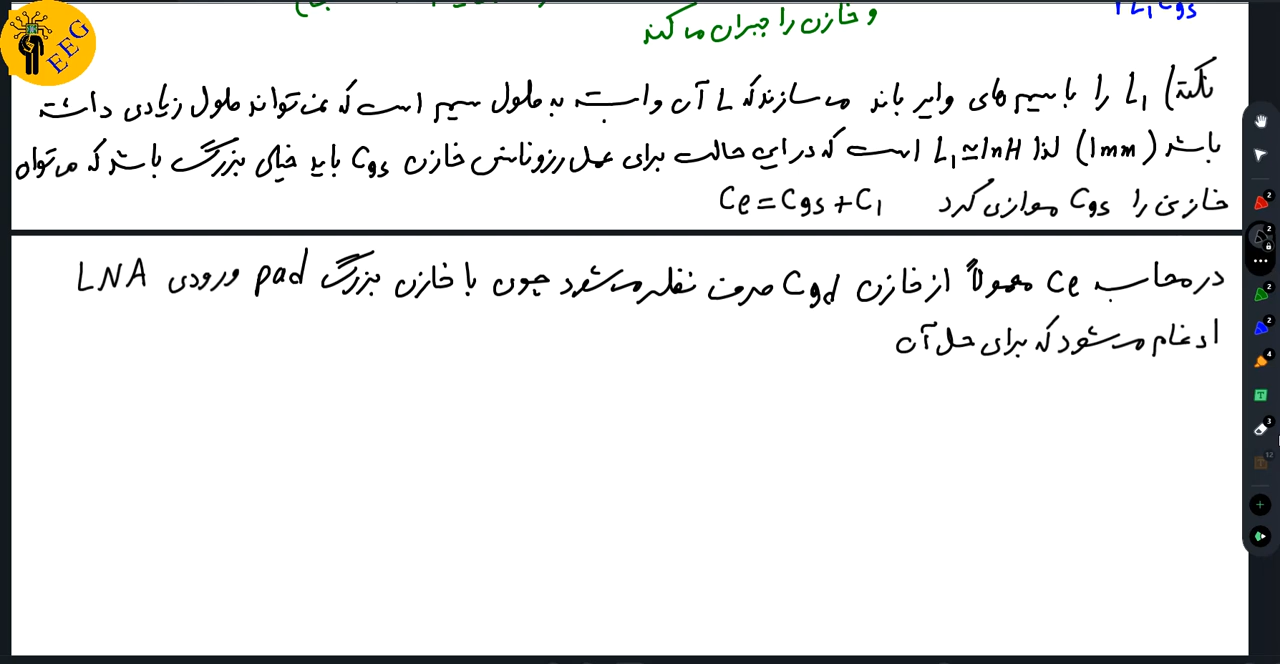 EEG
و خازن را جبران می کند
نکته) L1 را با سیم های وایر باند می سازند که L آن وابسته به طول سیم است که نمی تواند طول زیادی داشته
باشد (1mm) لذا L1≃1nH است که در این حالت برای عمل رزونانس خازن Cgs باید خیلی بزرگ باشد که می توان
خازنی را Cgs موازی کرد Ce=Cgs+C1
در محاسبه Ce معمولاً از خازن Cgd صرف نظر می شود چون با خازن بزرگ pad ورودی LNA
ادغام می شود که برای حل آن